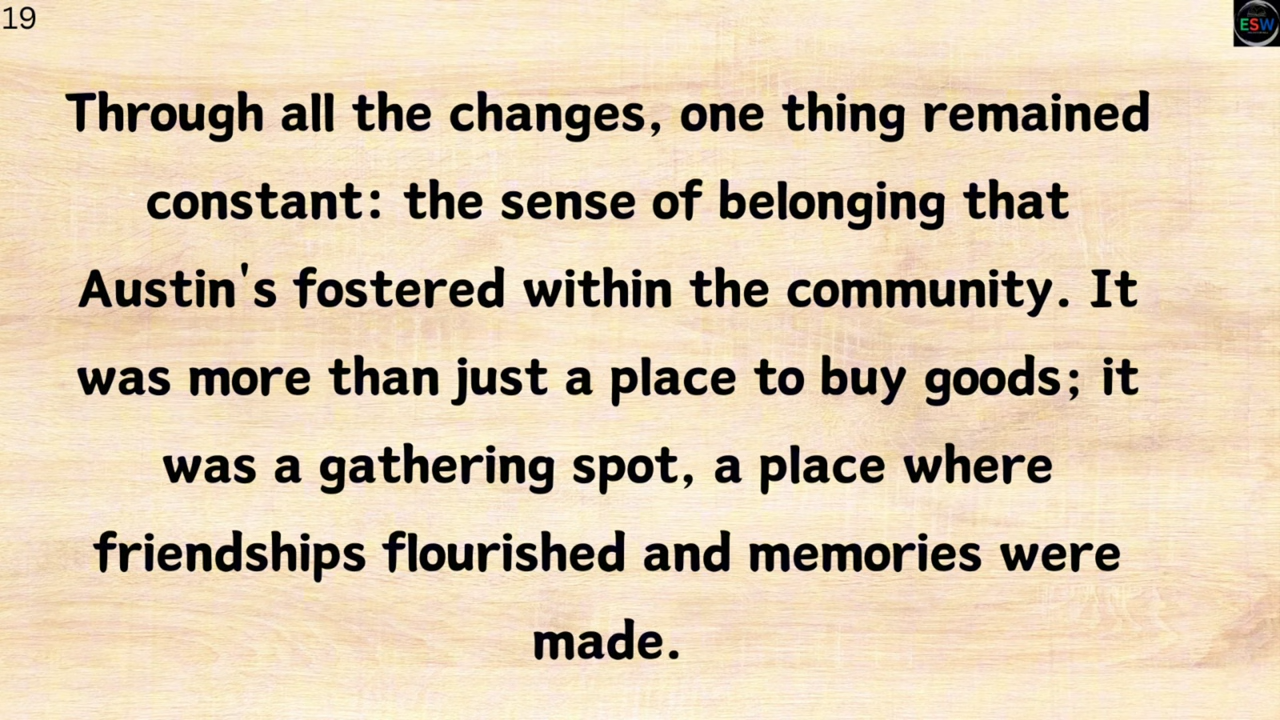 19
ESW
Through all the changes, one thing remained
constant: the sense of belonging that
Austin's fostered within the community. It
was more than just a place to buy goods; it
was a gathering spot, a place where
friendships flourished and memories were
made.